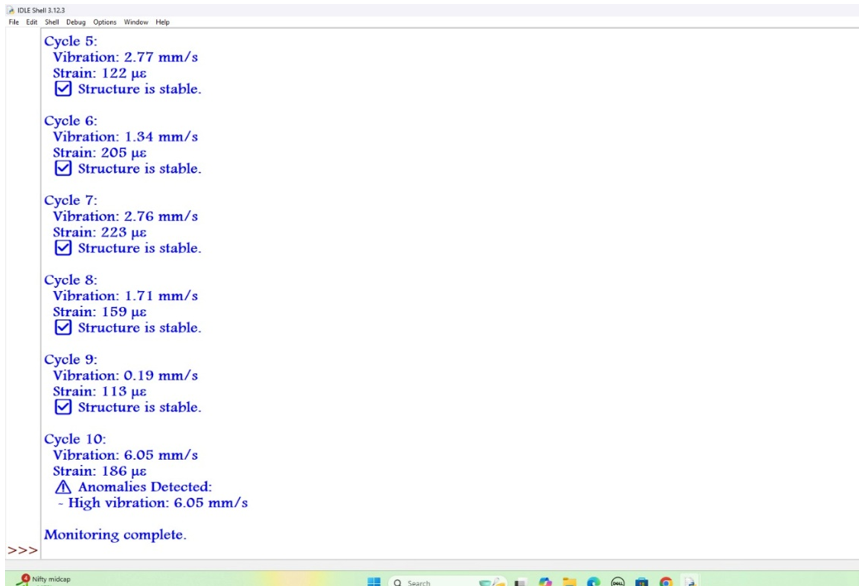 IDLE Shell 3.12.3
File Edit Shell Debug Options Window Help
Cycle 5:
Vibration: 2.77 mm/s
Strain: 122 με
☑ Structure is stable.
Cycle 6:
Vibration: 1.34 mm/s
Strain: 205 με
☑ Structure is stable.
Cycle 7:
Vibration: 2.76 mm/s
Strain: 223 με
☑ Structure is stable.
Cycle 8:
Vibration: 1.71 mm/s
Strain: 159 με
☑ Structure is stable.
Cycle 9:
Vibration: 0.19 mm/s
Strain: 113 με
☑ Structure is stable.
Cycle 10:
Vibration: 6.05 mm/s
Strain: 186 με
⚠ Anomalies Detected:
- High vibration: 6.05 mm/s
Monitoring complete.
>>>
4 Nifty midcap
Search
DELL